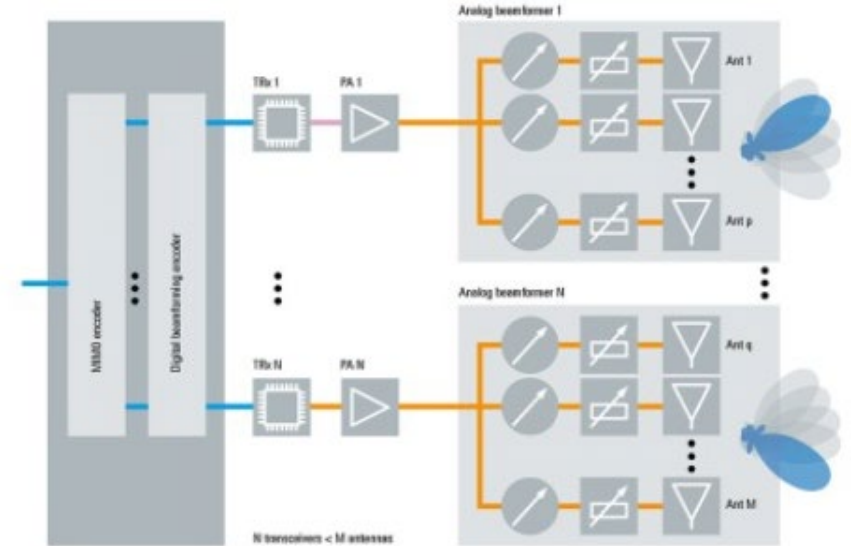 Analog beamformer 1
TRx 1
PA 1
Ant 1
Ant p
MIMO encoder
Digital beamforming encoder
Analog beamformer N
TRx N
PA N
Ant q
Ant M
N transceivers < M antennas